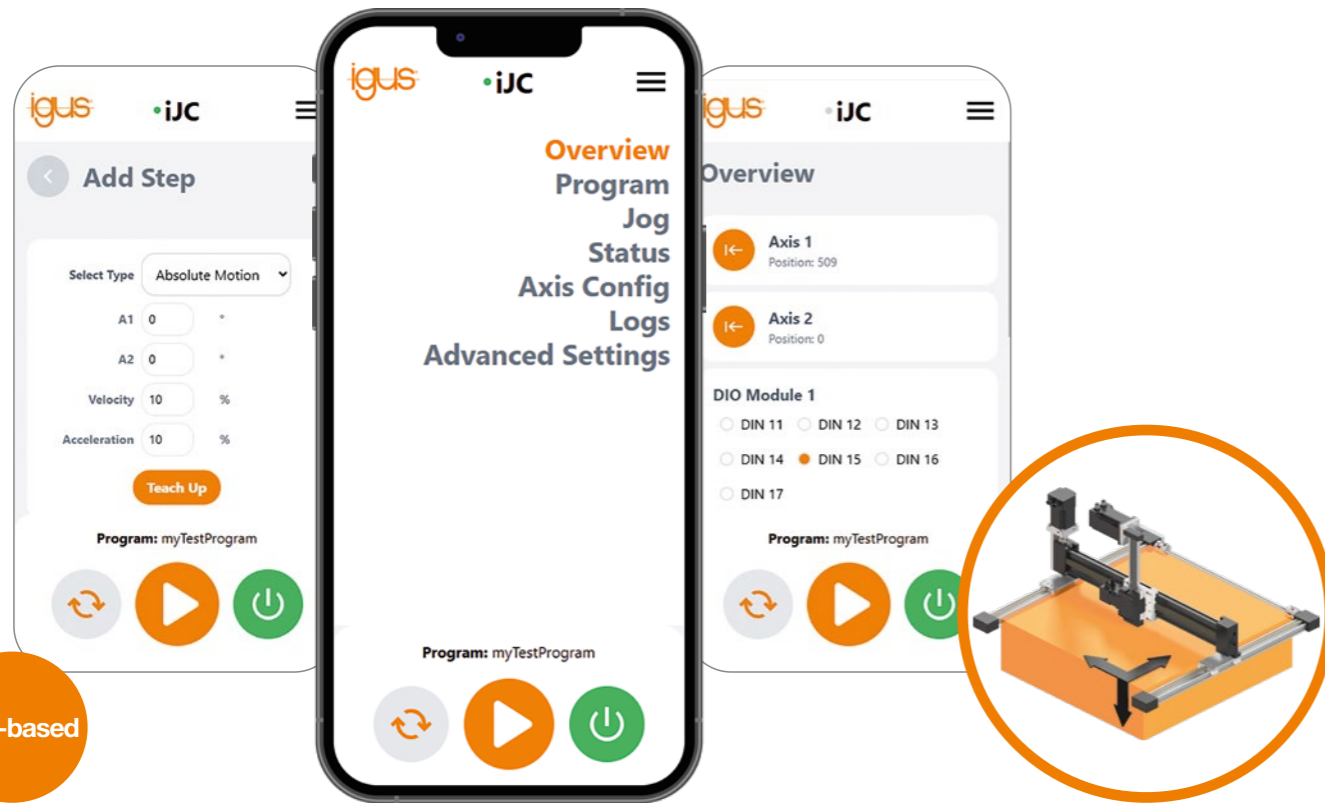 igus
iJC
Add Step
Select Type Absolute Motion
A1 0 °
A2 0 °
Velocity 10 %
Acceleration 10 %
Teach Up
Program: myTestProgram
-based
igus
iJC
Overview
Program
Jog
Status
Axis Config
Logs
Advanced Settings
Program: myTestProgram
igus
iJC
Overview
Axis 1
Position: 509
Axis 2
Position: 0
DIO Module 1
DIN 11 DIN 12 DIN 13
DIN 14 DIN 15 DIN 16
DIN 17
Program: myTestProgram